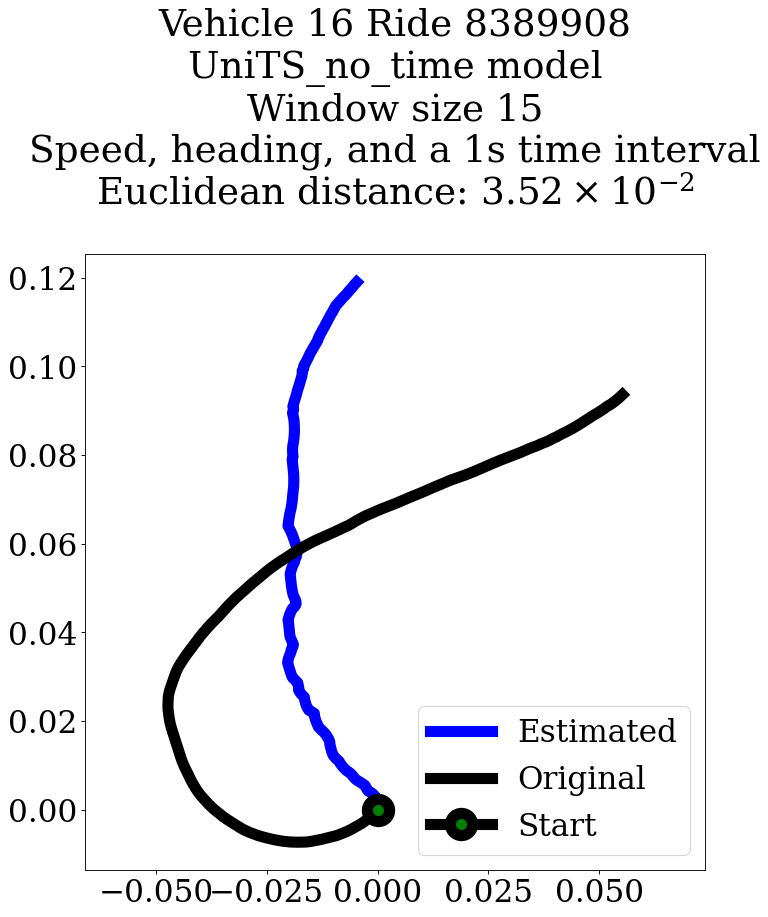 Vehicle 16 Ride 8389908
UniTS_no_time model
Window size 15
Speed, heading, and a 1s time interval
Euclidean distance: 3.52 × 10⁻²
0.12
0.10
0.08
0.06
0.04
0.02
0.00
Estimated
Original
Start
−0.050 −0.025 0.000 0.025 0.050